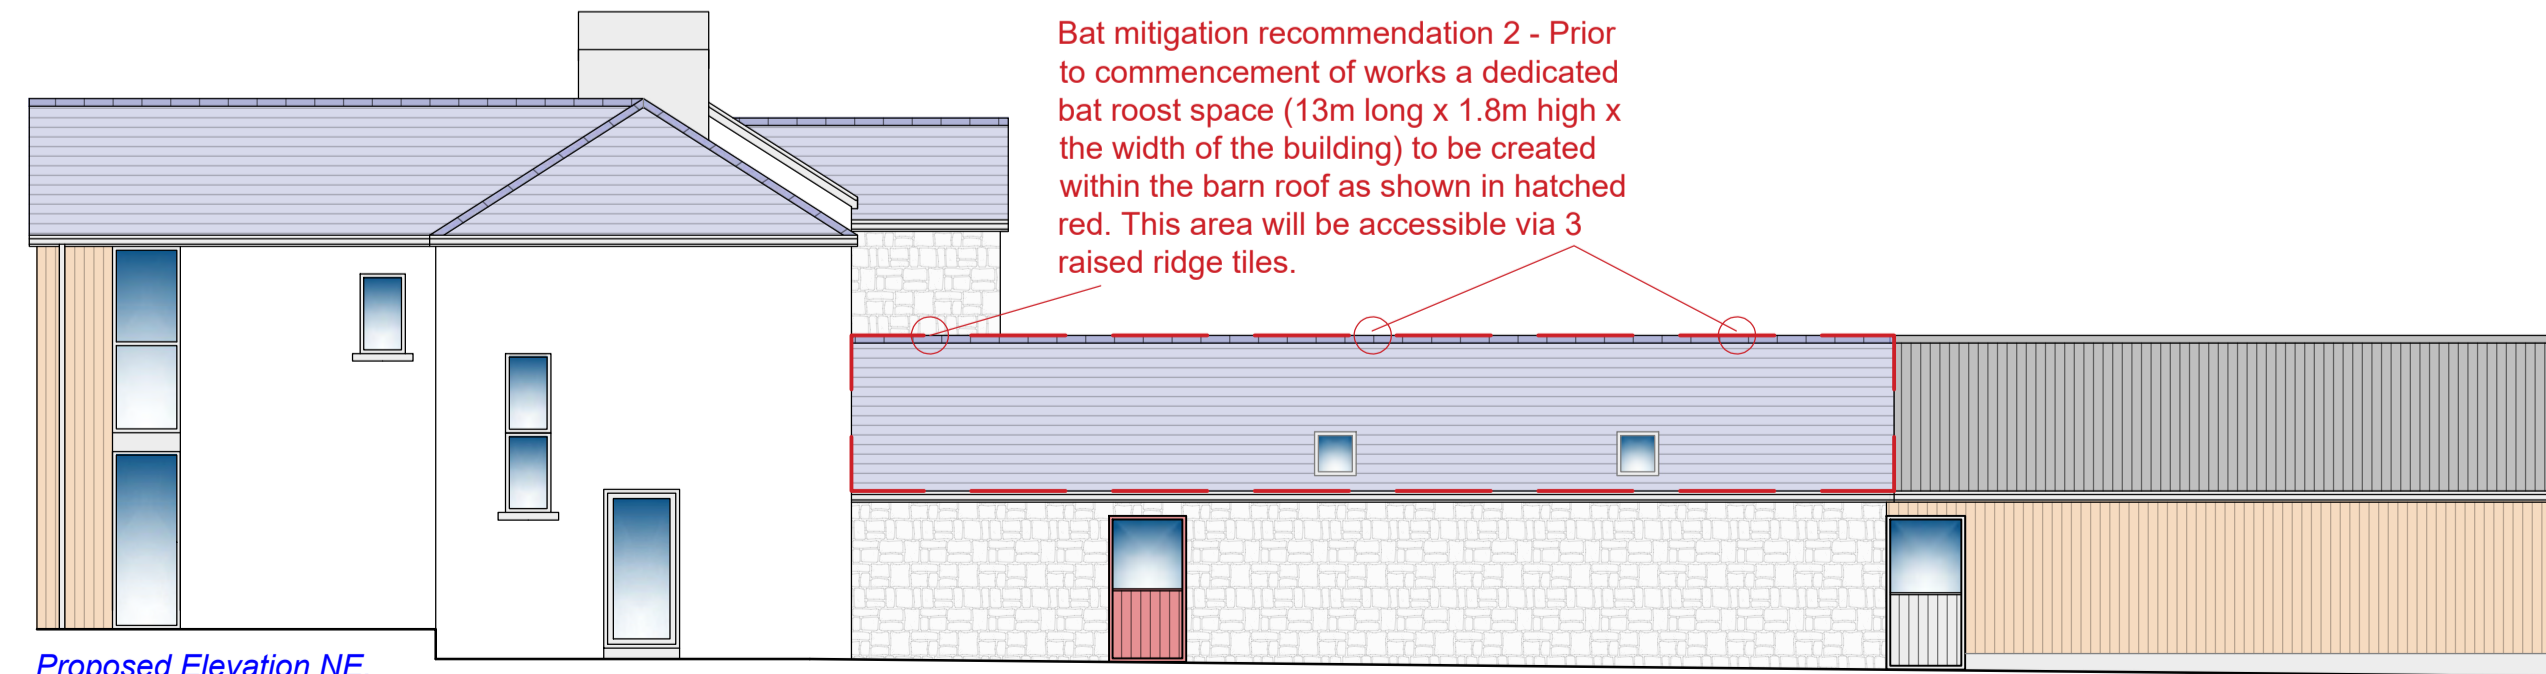 Bat mitigation recommendation 2 - Prior
to commencement of works a dedicated
bat roost space (13m long x 1.8m high x
the width of the building) to be created
within the barn roof as shown in hatched
red. This area will be accessible via 3
raised ridge tiles.
Proposed Elevation NE.